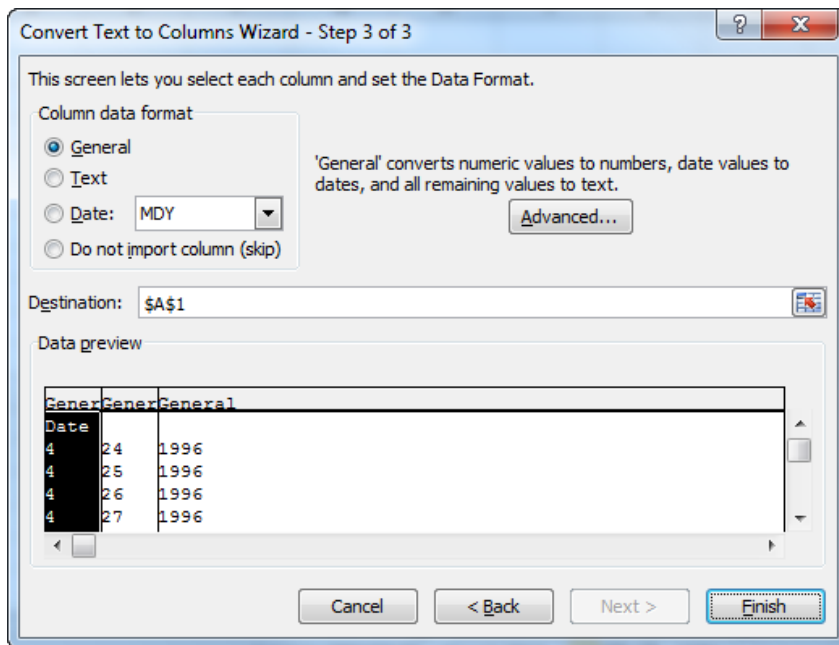 Convert Text to Columns Wizard - Step 3 of 3
This screen lets you select each column and set the Data Format.
Column data format
General
Text
Date: MDY
Do not import column (skip)
'General' converts numeric values to numbers, date values to
dates, and all remaining values to text.
Advanced...
Destination: $A$1
Data preview
GenerGenerGeneral
Date
4 24 1996
4 25 1996
4 26 1996
4 27 1996
Cancel < Back Next > Finish